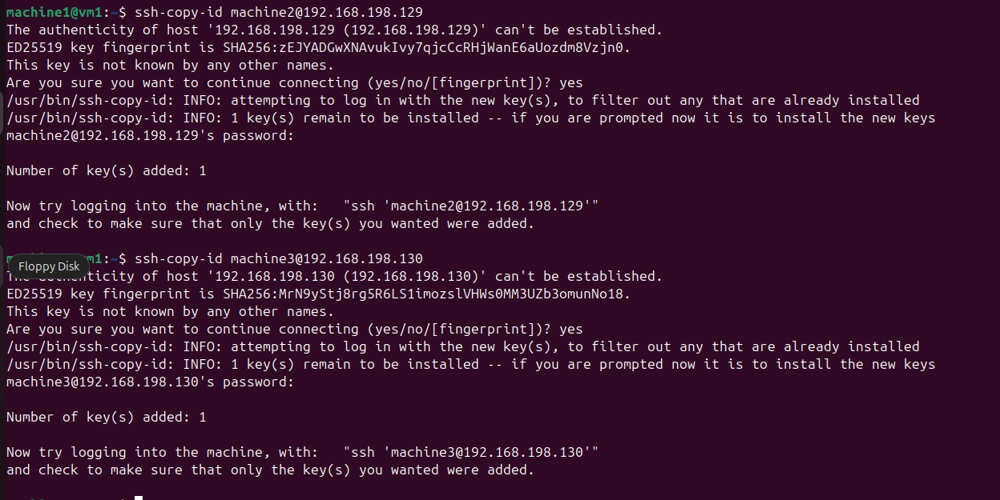 machine1@vm1:~$ ssh-copy-id machine2@192.168.198.129
The authenticity of host '192.168.198.129 (192.168.198.129)' can't be established.
ED25519 key fingerprint is SHA256:zEJYADGwXNAvukIvy7qjcCcRHjWanE6aUozdm8Vzjn0.
This key is not known by any other names.
Are you sure you want to continue connecting (yes/no/[fingerprint])? yes
/usr/bin/ssh-copy-id: INFO: attempting to log in with the new key(s), to filter out any that are already installed
/usr/bin/ssh-copy-id: INFO: 1 key(s) remain to be installed -- if you are prompted now it is to install the new keys
machine2@192.168.198.129's password:
Number of key(s) added: 1
Now try logging into the machine, with:   "ssh 'machine2@192.168.198.129'"
and check to make sure that only the key(s) you wanted were added.
m1:~$ ssh-copy-id machine3@192.168.198.130
Floppy Disk
ticity of host '192.168.198.130 (192.168.198.130)' can't be established.
ED25519 key fingerprint is SHA256:MrN9yStj8rg5R6LS1imozslVHWs0MM3UZb3omunNo18.
This key is not known by any other names.
Are you sure you want to continue connecting (yes/no/[fingerprint])? yes
/usr/bin/ssh-copy-id: INFO: attempting to log in with the new key(s), to filter out any that are already installed
/usr/bin/ssh-copy-id: INFO: 1 key(s) remain to be installed -- if you are prompted now it is to install the new keys
machine3@192.168.198.130's password:
Number of key(s) added: 1
Now try logging into the machine, with:   "ssh 'machine3@192.168.198.130'"
and check to make sure that only the key(s) you wanted were added.